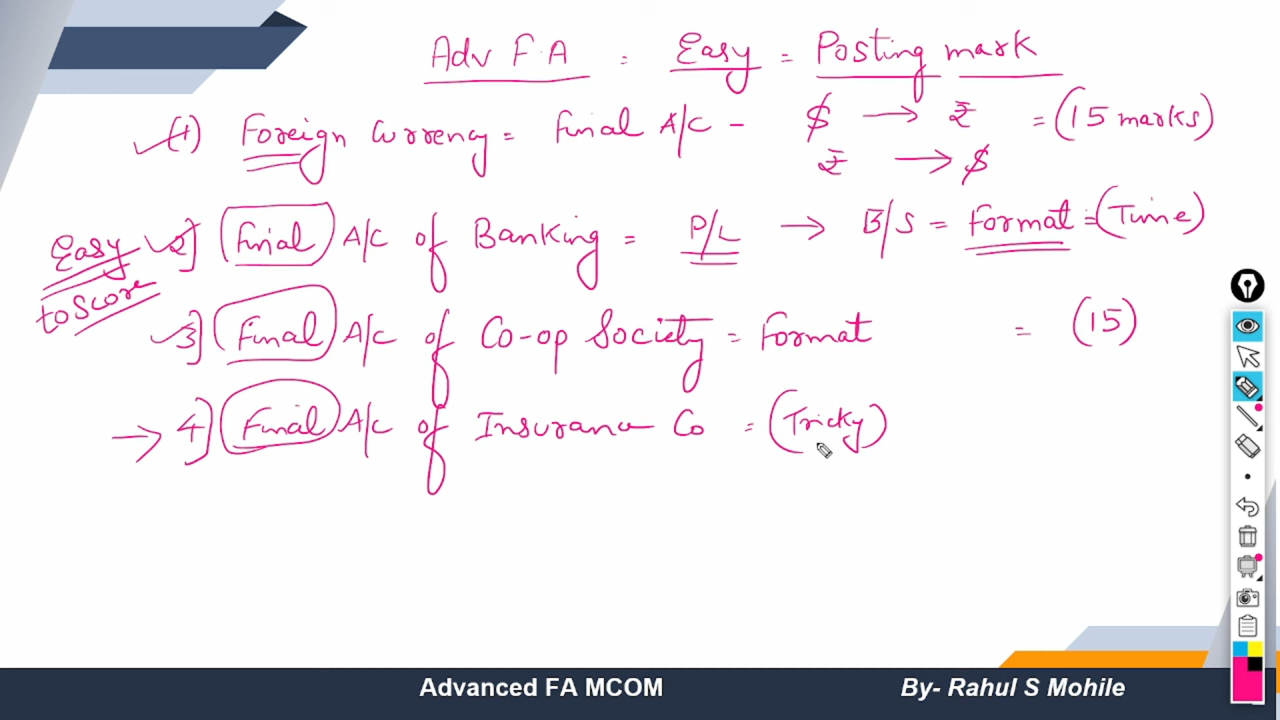 Adv F.A = Easy = Posting mark
(1) Foreign Currency = Final A/C - $ → ₹ = (15 marks)
₹ → $
Easy to Score
2] Final A/C of Banking = P/L → B/S = Format = (Time)
3] Final A/C of Co-op Society = Format = (15)
→ 4] Final A/C of Insurance Co = (Tricky)
Advanced FA MCOM
By- Rahul S Mohile